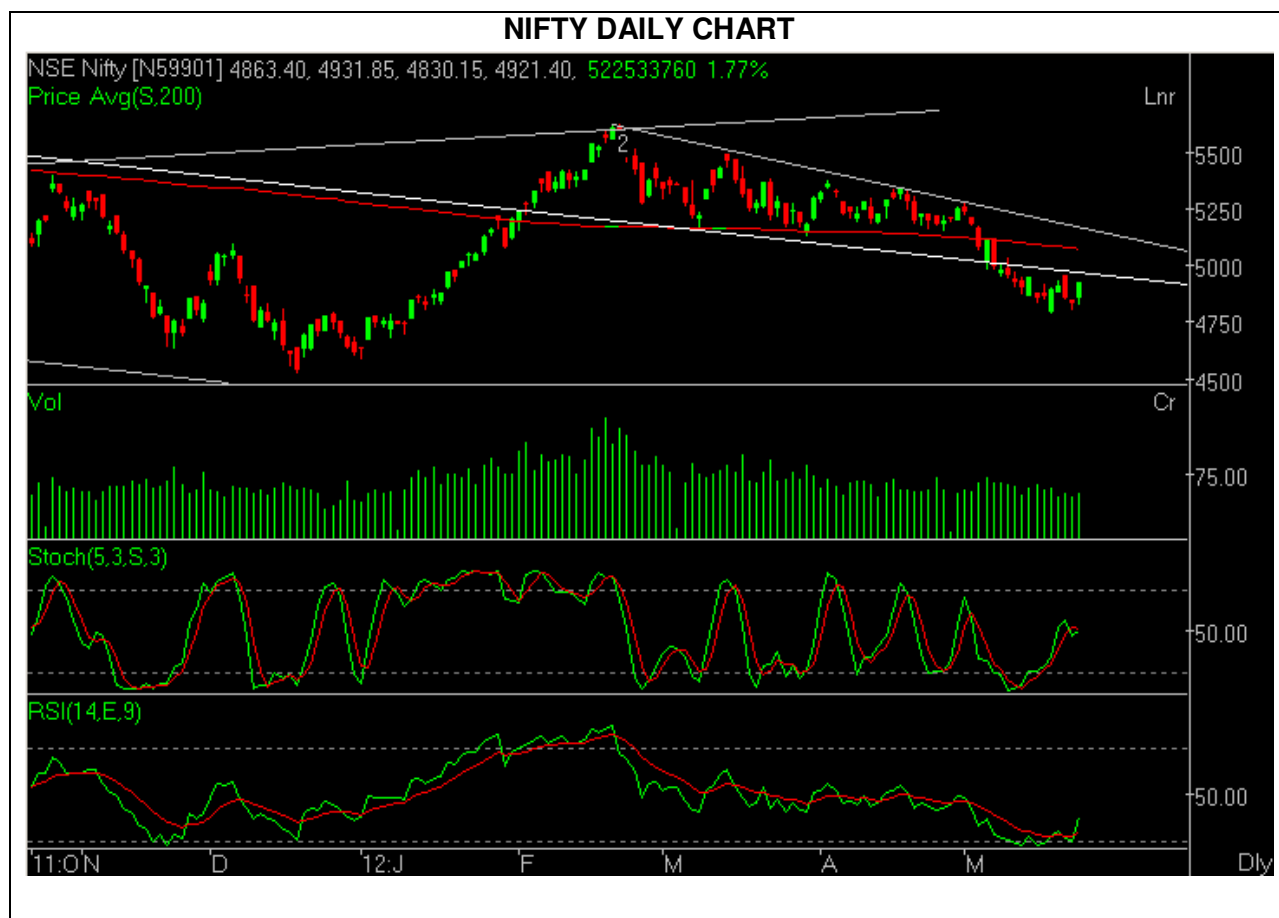 NIFTY DAILY CHART
NSE Nifty [N59901] 4863.40, 4931.85, 4830.15, 4921.40, 522533760 1.77%
Price Avg(S,200)
Lnr
2
5500
5250
5000
4750
4500
Vol
Cr
75.00
Stoch(5,3,S,3)
50.00
RSI(14,E,9)
50.00
11:O N D 12:J F M A M Dly